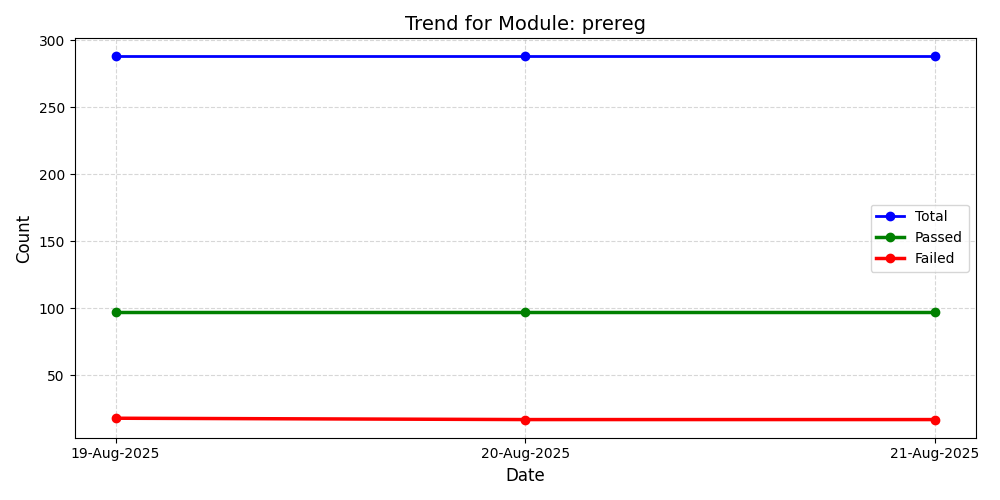 Trend for Module: prereg
Count
300
250
200
150
100
50
Total
Passed
Failed
19-Aug-2025
20-Aug-2025
21-Aug-2025
Date